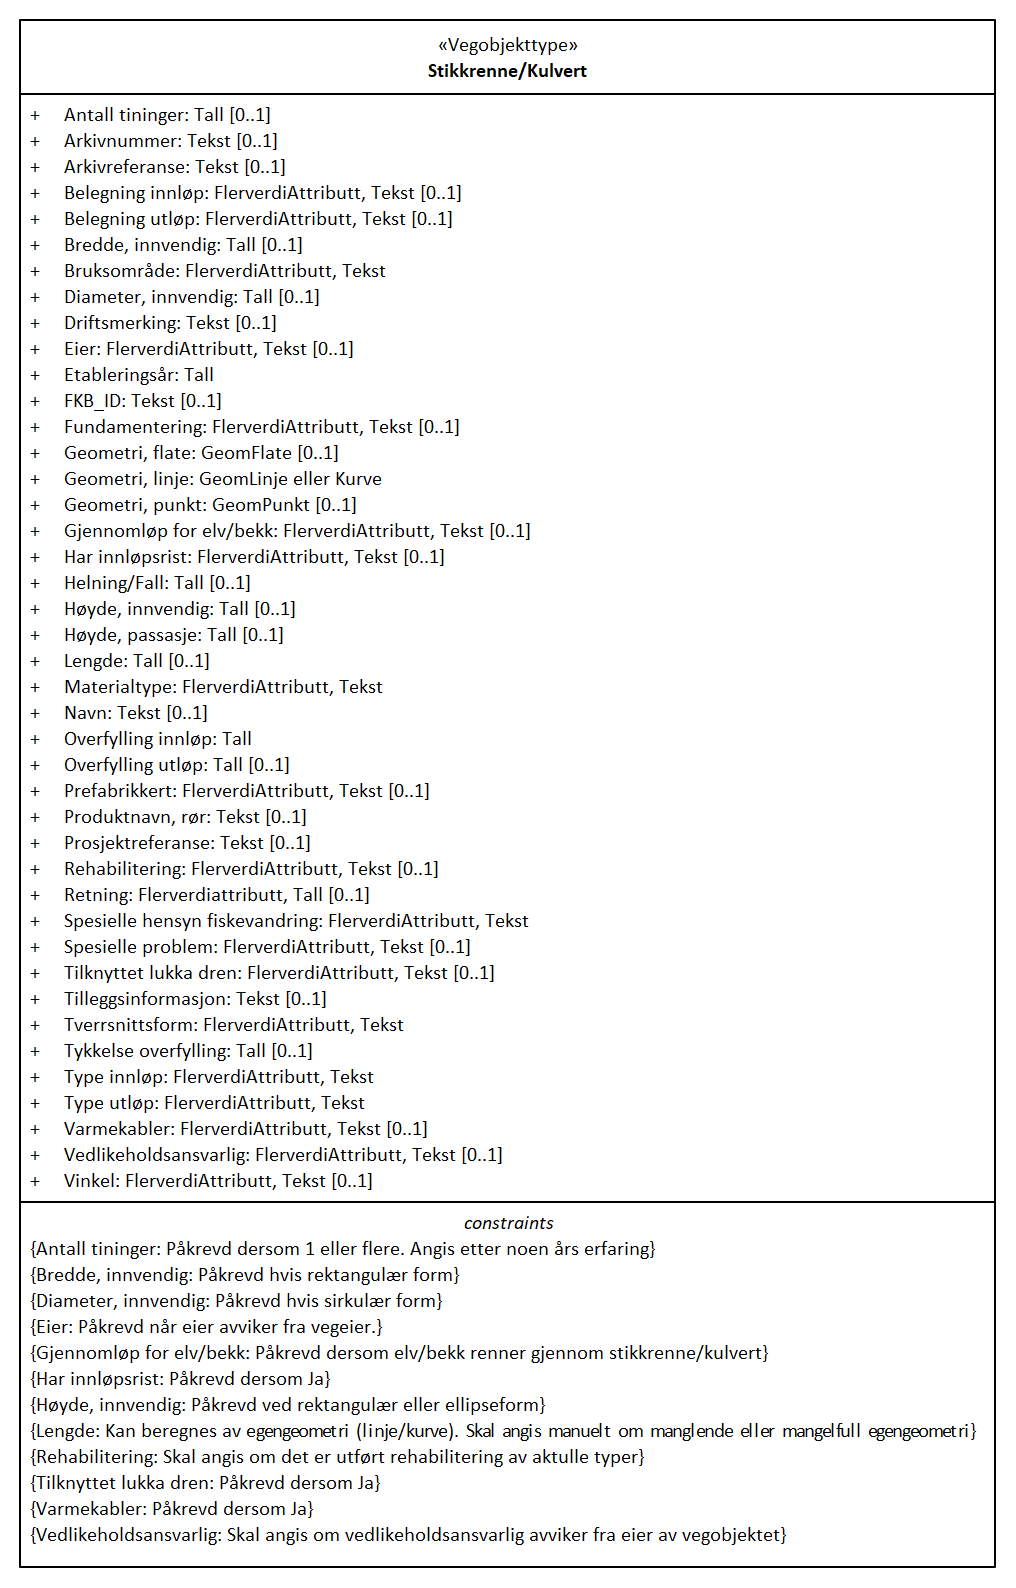 «Vegobjekttype»
Stikkrenne/Kulvert
+ Antall tininger: Tall [0..1]
+ Arkivnummer: Tekst [0..1]
+ Arkivreferanse: Tekst [0..1]
+ Belegning innløp: FlerverdiAttributt, Tekst [0..1]
+ Belegning utløp: FlerverdiAttributt, Tekst [0..1]
+ Bredde, innvendig: Tall [0..1]
+ Bruksområde: FlerverdiAttributt, Tekst
+ Diameter, innvendig: Tall [0..1]
+ Driftsmerking: Tekst [0..1]
+ Eier: FlerverdiAttributt, Tekst [0..1]
+ Etableringsår: Tall
+ FKB_ID: Tekst [0..1]
+ Fundamentering: FlerverdiAttributt, Tekst [0..1]
+ Geometri, flate: GeomFlate [0..1]
+ Geometri, linje: GeomLinje eller Kurve
+ Geometri, punkt: GeomPunkt [0..1]
+ Gjennomløp for elv/bekk: FlerverdiAttributt, Tekst [0..1]
+ Har innløpsrist: FlerverdiAttributt, Tekst [0..1]
+ Helning/Fall: Tall [0..1]
+ Høyde, innvendig: Tall [0..1]
+ Høyde, passasje: Tall [0..1]
+ Lengde: Tall [0..1]
+ Materialtype: FlerverdiAttributt, Tekst
+ Navn: Tekst [0..1]
+ Overfylling innløp: Tall
+ Overfylling utløp: Tall [0..1]
+ Prefabrikkert: FlerverdiAttributt, Tekst [0..1]
+ Produktnavn, rør: Tekst [0..1]
+ Prosjektreferanse: Tekst [0..1]
+ Rehabilitering: FlerverdiAttributt, Tekst [0..1]
+ Retning: Flerverdiattributt, Tall [0..1]
+ Spesielle hensyn fiskevandring: FlerverdiAttributt, Tekst
+ Spesielle problem: FlerverdiAttributt, Tekst [0..1]
+ Tilknyttet lukka dren: FlerverdiAttributt, Tekst [0..1]
+ Tilleggsinformasjon: Tekst [0..1]
+ Tverrsnittsform: FlerverdiAttributt, Tekst
+ Tykkelse overfylling: Tall [0..1]
+ Type innløp: FlerverdiAttributt, Tekst
+ Type utløp: FlerverdiAttributt, Tekst
+ Varmekabler: FlerverdiAttributt, Tekst [0..1]
+ Vedlikeholdsansvarlig: FlerverdiAttributt, Tekst [0..1]
+ Vinkel: FlerverdiAttributt, Tekst [0..1]
constraints
{Antall tininger: Påkrevd dersom 1 eller flere. Angis etter noen års erfaring}
{Bredde, innvendig: Påkrevd hvis rektangulær form}
{Diameter, innvendig: Påkrevd hvis sirkulær form}
{Eier: Påkrevd når eier avviker fra vegeier.}
{Gjennomløp for elv/bekk: Påkrevd dersom elv/bekk renner gjennom stikkrenne/kulvert}
{Har innløpsrist: Påkrevd dersom Ja}
{Høyde, innvendig: Påkrevd ved rektangulær eller ellipseform}
{Lengde: Kan beregnes av egengeometri (linje/kurve). Skal angis manuelt om manglende eller mangelfull egengeometri}
{Rehabilitering: Skal angis om det er utført rehabilitering av aktulle typer}
{Tilknyttet lukka dren: Påkrevd dersom Ja}
{Varmekabler: Påkrevd dersom Ja}
{Vedlikeholdsansvarlig: Skal angis om vedlikeholdsansvarlig avviker fra eier av vegobjektet}